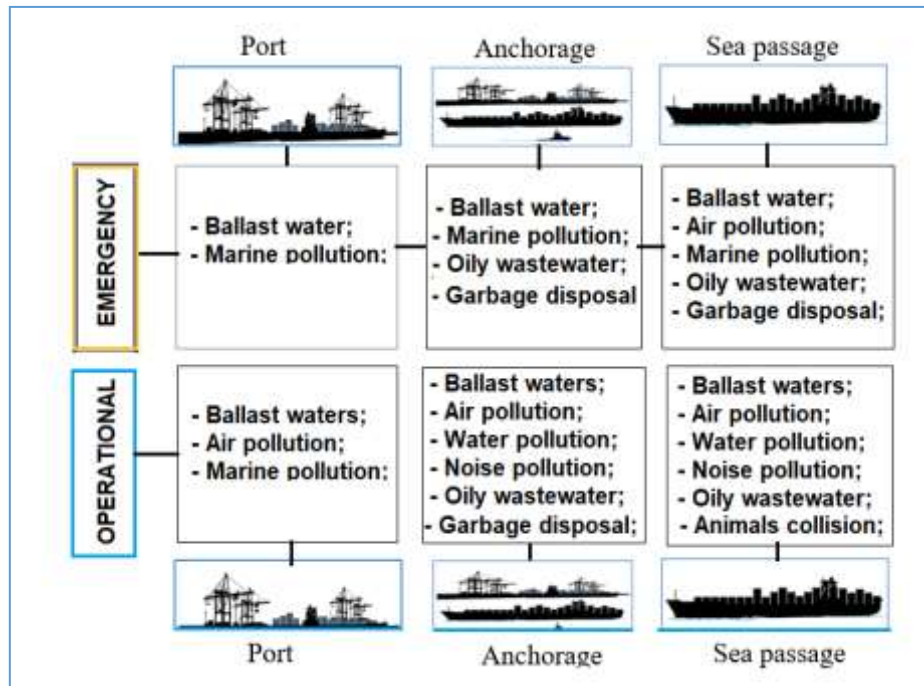 Port
Anchorage
Sea passage
EMERGENCY
- Ballast water;
- Marine pollution;
- Ballast water;
- Marine pollution;
- Oily wastewater;
- Garbage disposal
- Ballast water;
- Air pollution;
- Marine pollution;
- Oily wastewater;
- Garbage disposal;
OPERATIONAL
- Ballast waters;
- Air pollution;
- Marine pollution;
- Ballast waters;
- Air pollution;
- Water pollution;
- Noise pollution;
- Oily wastewater;
- Garbage disposal;
- Ballast waters;
- Air pollution;
- Water pollution;
- Noise pollution;
- Oily wastewater;
- Animals collision;
Port
Anchorage
Sea passage